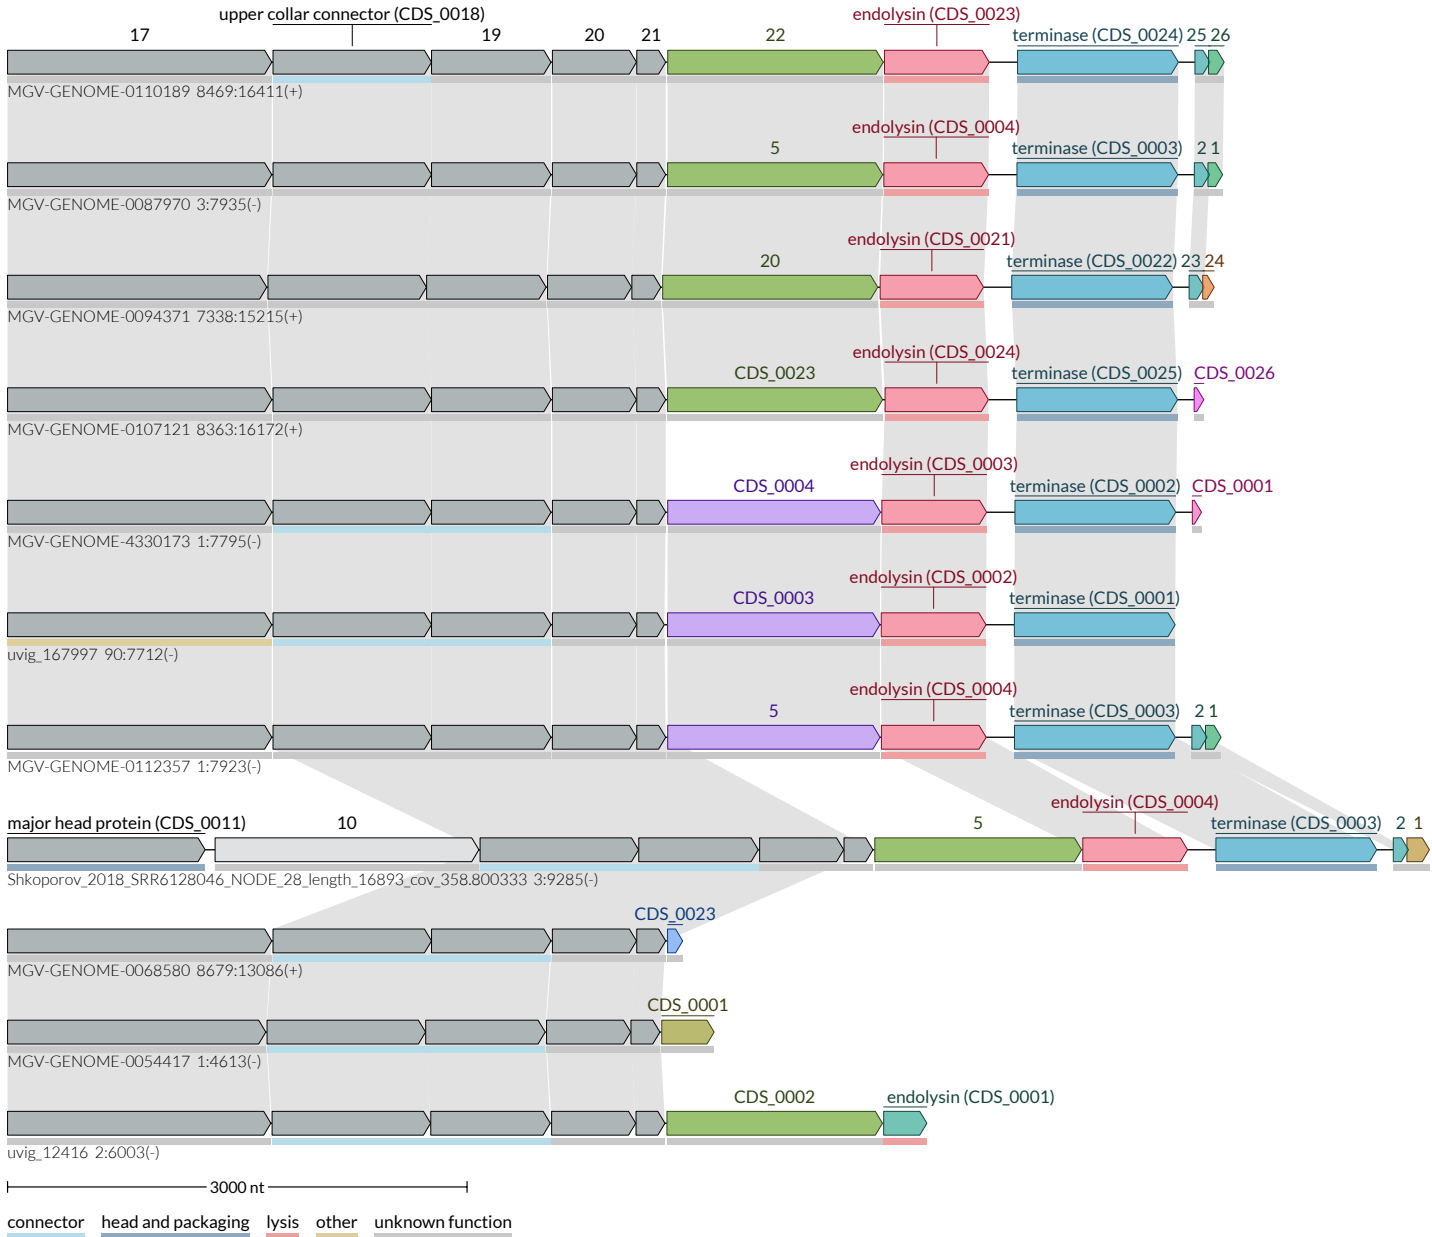 upper collar connector (CDS_0018) endolysin (CDS_0023)
17 19 20 21 22 terminase (CDS_0024) 25 26
MGV-GENOME-0110189 8469:16411(+)
endolysin (CDS_0004)
5 terminase (CDS_0003) 2 1
MGV-GENOME-0087970 3:7935(-)
endolysin (CDS_0021)
20 terminase (CDS_0022) 23 24
MGV-GENOME-0094371 7338:15215(+)
endolysin (CDS_0024)
CDS_0023 terminase (CDS_0025) CDS_0026
MGV-GENOME-0107121 8363:16172(+)
endolysin (CDS_0003)
CDS_0004 terminase (CDS_0002) CDS_0001
MGV-GENOME-4330173 1:7795(-)
endolysin (CDS_0002)
CDS_0003 terminase (CDS_0001)
uvig_167997 90:7712(-)
endolysin (CDS_0004)
5 terminase (CDS_0003) 2 1
MGV-GENOME-0112357 1:7923(-)
endolysin (CDS_0004)
major head protein (CDS_0011) 10 5 terminase (CDS_0003) 2 1
Shkoporov_2018_SRR6128046_NODE_28_length_16893_cov_358.800333 3:9285(-)
CDS_0023
MGV-GENOME-0068580 8679:13086(+)
CDS_0001
MGV-GENOME-0054417 1:4613(-)
CDS_0002 endolysin (CDS_0001)
uvig_12416 2:6003(-)
3000 nt
connector head and packaging lysis other unknown function